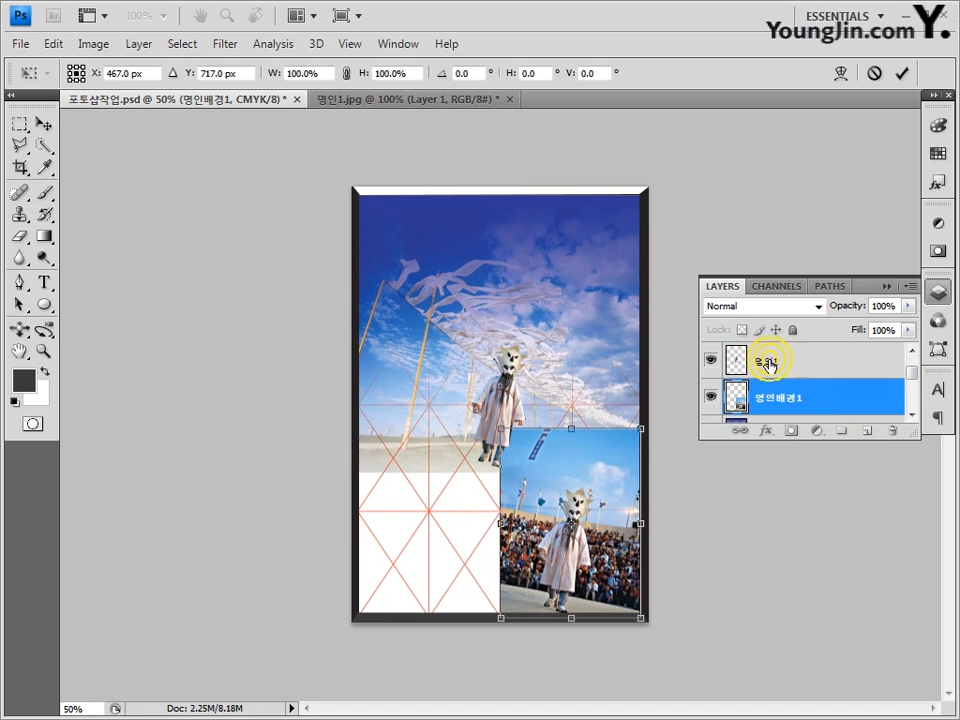 Ps Br 100% ESSENTIALS
YoungJin.com Y.
File Edit Image Layer Select Filter Analysis 3D View Window Help
X: 467.0 px Y: 717.0 px W: 100.0% H: 100.0% 0.0 ° H: 0.0 ° V: 0.0 °
포토샵작업.psd @ 50% (명인배경1, CMYK/8) * × 명인1.jpg @ 100% (Layer 1, RGB/8#) * ×
LAYERS CHANNELS PATHS
Normal Opacity: 100%
Lock: Fill: 100%
명인배경1
50% Doc: 2.25M/8.18M